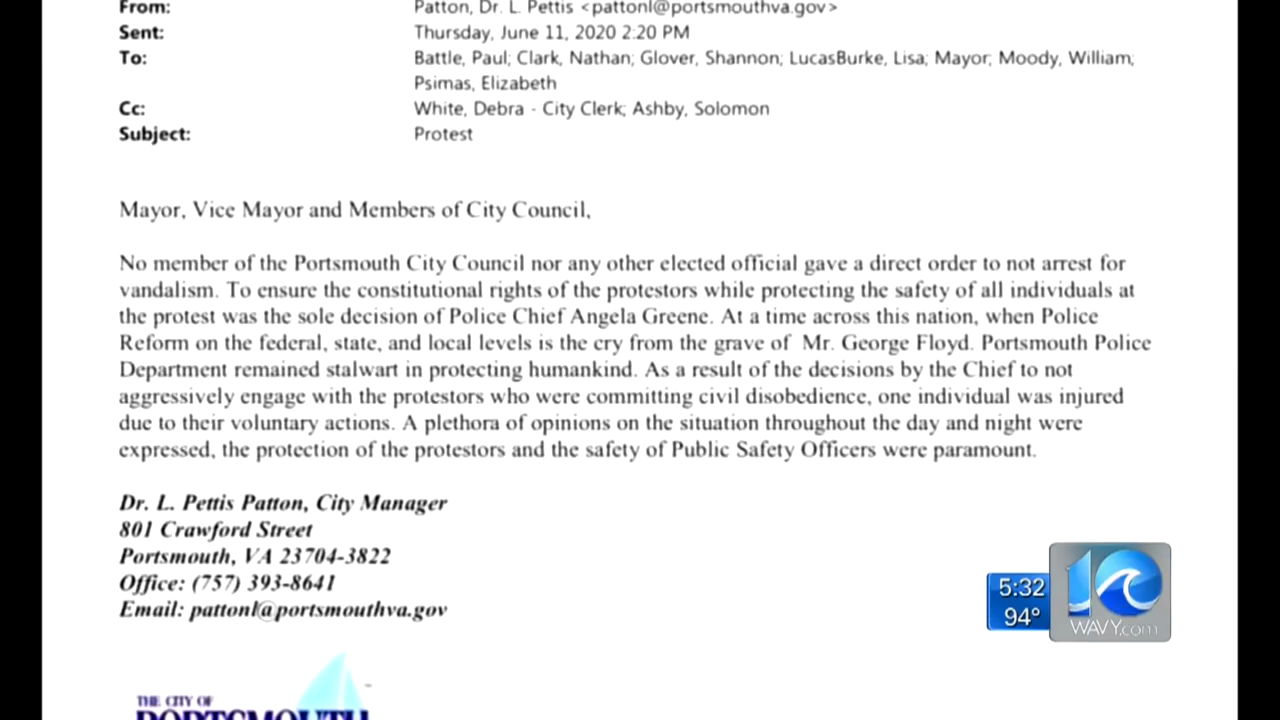 From: Patton, Dr. L. Pettis <pattonl@portsmouthva.gov>
Sent: Thursday, June 11, 2020 2:20 PM
To: Battle, Paul; Clark, Nathan; Glover, Shannon; LucasBurke, Lisa; Mayor; Moody, William;
Psimas, Elizabeth
Cc: White, Debra - City Clerk; Ashby, Solomon
Subject: Protest
Mayor, Vice Mayor and Members of City Council,
No member of the Portsmouth City Council nor any other elected official gave a direct order to not arrest for
vandalism. To ensure the constitutional rights of the protestors while protecting the safety of all individuals at
the protest was the sole decision of Police Chief Angela Greene. At a time across this nation, when Police
Reform on the federal, state, and local levels is the cry from the grave of Mr. George Floyd. Portsmouth Police
Department remained stalwart in protecting humankind. As a result of the decisions by the Chief to not
aggressively engage with the protestors who were committing civil disobedience, one individual was injured
due to their voluntary actions. A plethora of opinions on the situation throughout the day and night were
expressed, the protection of the protestors and the safety of Public Safety Officers were paramount.
Dr. L. Pettis Patton, City Manager
801 Crawford Street
Portsmouth, VA 23704-3822
Office: (757) 393-8641
Email: pattonl@portsmouthva.gov
5:32
94°
10
WAVY.com
THE CITY OF
PORTSMOUTH